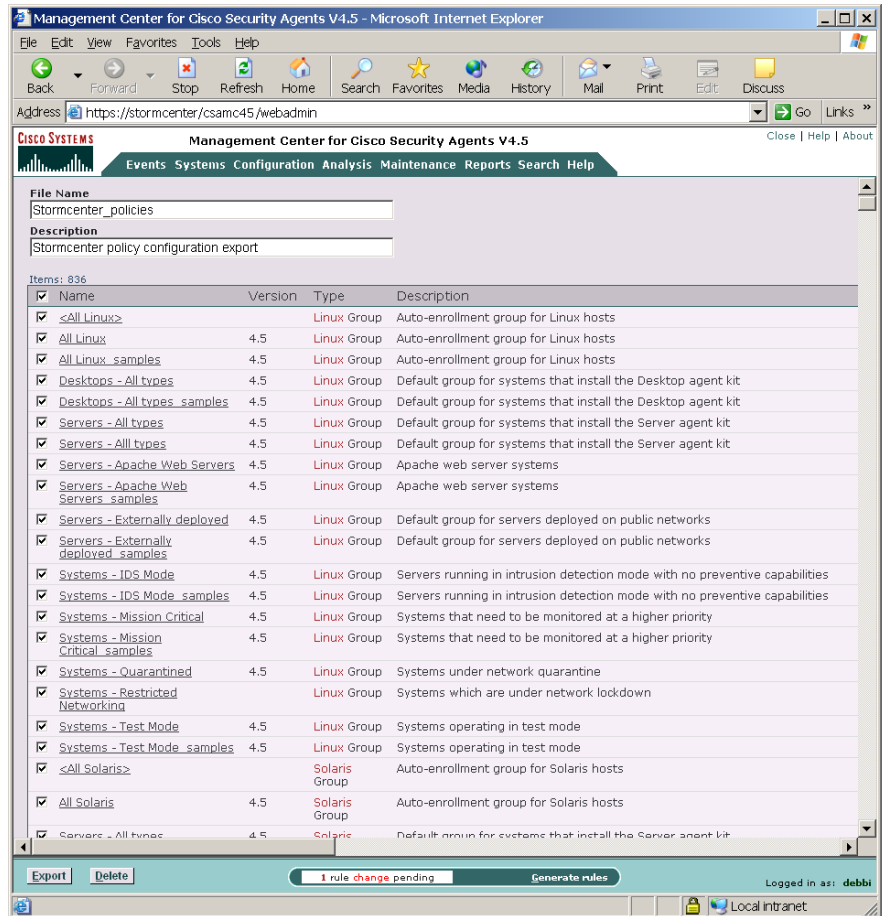 Management Center for Cisco Security Agents V4.5 - Microsoft Internet Explorer
File Edit View Favorites Tools Help
Back Forward Stop Refresh Home Search Favorites Media History Mail Print Edit Discuss
Address https://stormcenter/csamc45/webadmin Go Links »
CISCO SYSTEMS Management Center for Cisco Security Agents V4.5 Close | Help | About
Events Systems Configuration Analysis Maintenance Reports Search Help
File Name
Stormcenter_policies
Description
Stormcenter policy configuration export
Items: 836
Name Version Type Description
<All Linux> Linux Group Auto-enrollment group for Linux hosts
All Linux 4.5 Linux Group Auto-enrollment group for Linux hosts
All Linux_samples 4.5 Linux Group Auto-enrollment group for Linux hosts
Desktops - All types 4.5 Linux Group Default group for systems that install the Desktop agent kit
Desktops - All types_samples 4.5 Linux Group Default group for systems that install the Desktop agent kit
Servers - All types 4.5 Linux Group Default group for systems that install the Server agent kit
Servers - Alll types 4.5 Linux Group Default group for systems that install the Server agent kit
Servers - Apache Web Servers 4.5 Linux Group Apache web server systems
Servers - Apache Web 4.5 Linux Group Apache web server systems
Servers_samples
Servers - Externally deployed 4.5 Linux Group Default group for servers deployed on public networks
Servers - Externally 4.5 Linux Group Default group for servers deployed on public networks
deployed_samples
Systems - IDS Mode 4.5 Linux Group Servers running in intrusion detection mode with no preventive capabilities
Systems - IDS Mode_samples 4.5 Linux Group Servers running in intrusion detection mode with no preventive capabilities
Systems - Mission Critical 4.5 Linux Group Systems that need to be monitored at a higher priority
Systems - Mission 4.5 Linux Group Systems that need to be monitored at a higher priority
Critical_samples
Systems - Quarantined 4.5 Linux Group Systems under network quarantine
Systems - Restricted Linux Group Systems which are under network lockdown
Networking
Systems - Test Mode 4.5 Linux Group Systems operating in test mode
Systems - Test Mode_samples 4.5 Linux Group Systems operating in test mode
<All Solaris> Solaris Auto-enrollment group for Solaris hosts
Group
All Solaris 4.5 Solaris Auto-enrollment group for Solaris hosts
Group
Servers - All types 4.5 Solaris Default group for systems that install the Server agent kit
Export Delete 1 rule change pending Generate rules Logged in as: debbi
Local intranet